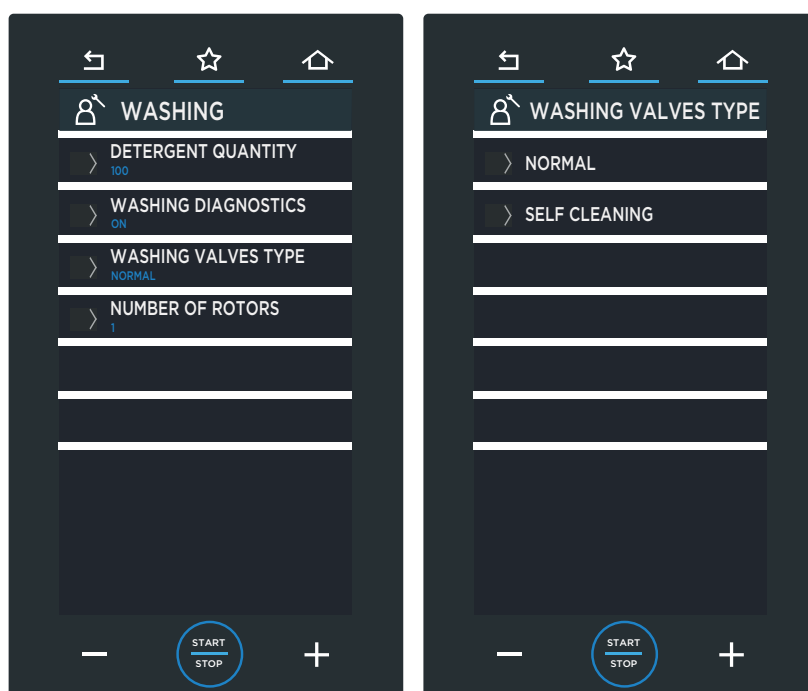 WASHING
DETERGENT QUANTITY
100
WASHING DIAGNOSTICS
ON
WASHING VALVES TYPE
NORMAL
NUMBER OF ROTORS
1
START
STOP
WASHING VALVES TYPE
NORMAL
SELF CLEANING
START
STOP